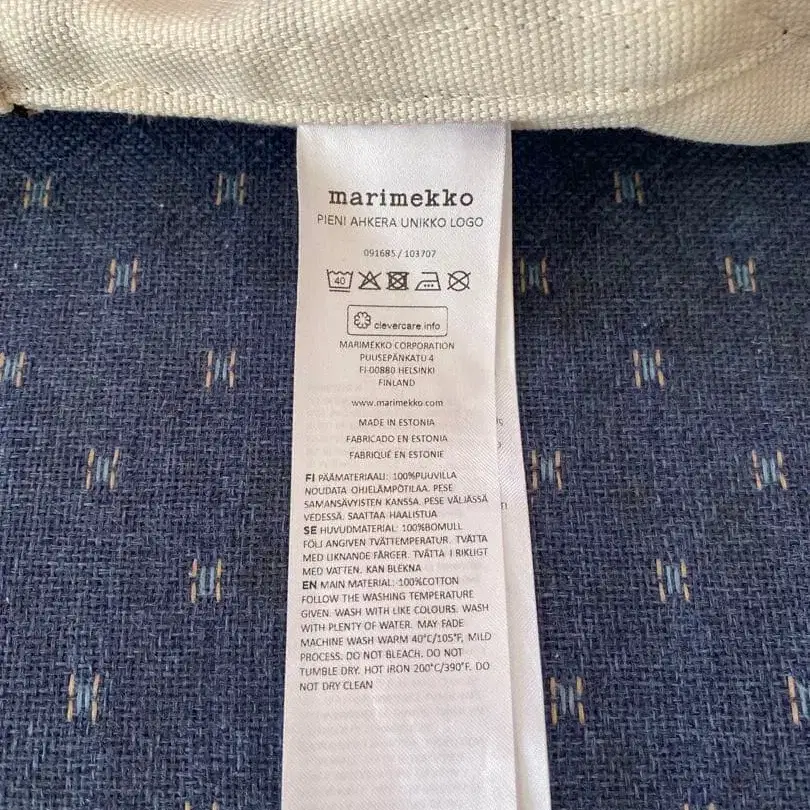 marimekko
PIENI AHKERA UNIKKO LOGO
091685 / 103707
40
clevercare.info
MARIMEKKO CORPORATION
PUUSEPÄNKATU 4
FI-00880 HELSINKI
FINLAND
www.marimekko.com
MADE IN ESTONIA
FABRICADO EN ESTONIA
FABRIQUÉ EN ESTONIE
FI PÄÄMATERIAALI: 100%PUUVILLA
NOUDATA OHJELÄMPÖTILAA. PESE
SAMANSÄVYISTEN KANSSA. PESE VÄLJÄSSÄ
VEDESSÄ. SAATTAA HAALISTUA
SE HUVUDMATERIAL: 100%BOMULL
FÖLJ ANGIVEN TVÄTTEMPERATUR. TVÄTTA
MED LIKNANDE FÄRGER. TVÄTTA I RIKLIGT
MED VATTEN. KAN BLEKNA
EN MAIN MATERIAL: 100%COTTON
FOLLOW THE WASHING TEMPERATURE
GIVEN. WASH WITH LIKE COLOURS. WASH
WITH PLENTY OF WATER. MAY FADE
MACHINE WASH WARM 40°C/105°F, MILD
PROCESS. DO NOT BLEACH. DO NOT
TUMBLE DRY. HOT IRON 200°C/390°F. DO
NOT DRY CLEAN